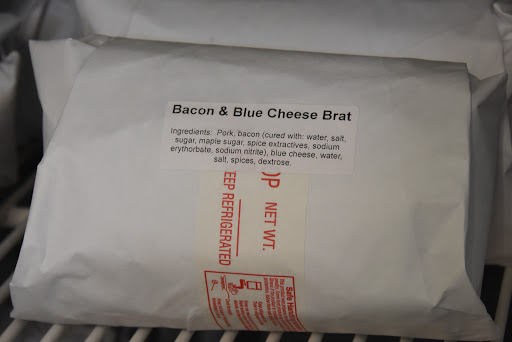 Bacon & Blue Cheese Brat
Ingredients: Pork, bacon (cured with: water, salt,
sugar, maple sugar, spice extractives, sodium
erythorbate, sodium nitrite), blue cheese, water,
salt, spices, dextrose.
NET WT.
EEP REFRIGERATED
Safe Han